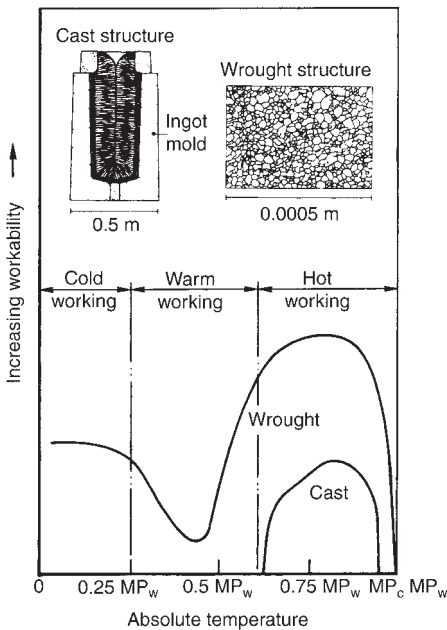 Cast structure
Wrought structure
Ingot
mold
0.5 m
0.0005 m
Increasing workability
Cold
working
Warm
working
Hot
working
Wrought
Cast
0 0.25 MPw 0.5 MPw 0.75 MPw MPc MPw
Absolute temperature